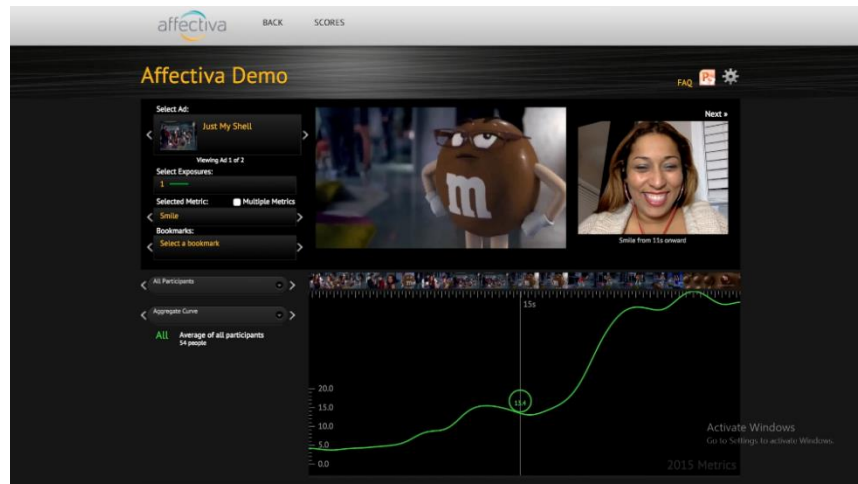 affectiva
BACK
SCORES
Affectiva Demo
FAQ
Select Ad:
Just My Shell
Viewing Ad 1 of 2
Select Exposures:
1
Selected Metric:
Multiple Metrics
Smile
Bookmarks:
Select a bookmark
m
Next »
Smile from 11s onward
All Participants
Aggregate Curve
All
Average of all participants
54 people
15s
13.4
20.0
15.0
10.0
5.0
0.0
Activate Windows
Go to Settings to activate Windows.
2015 Metrics